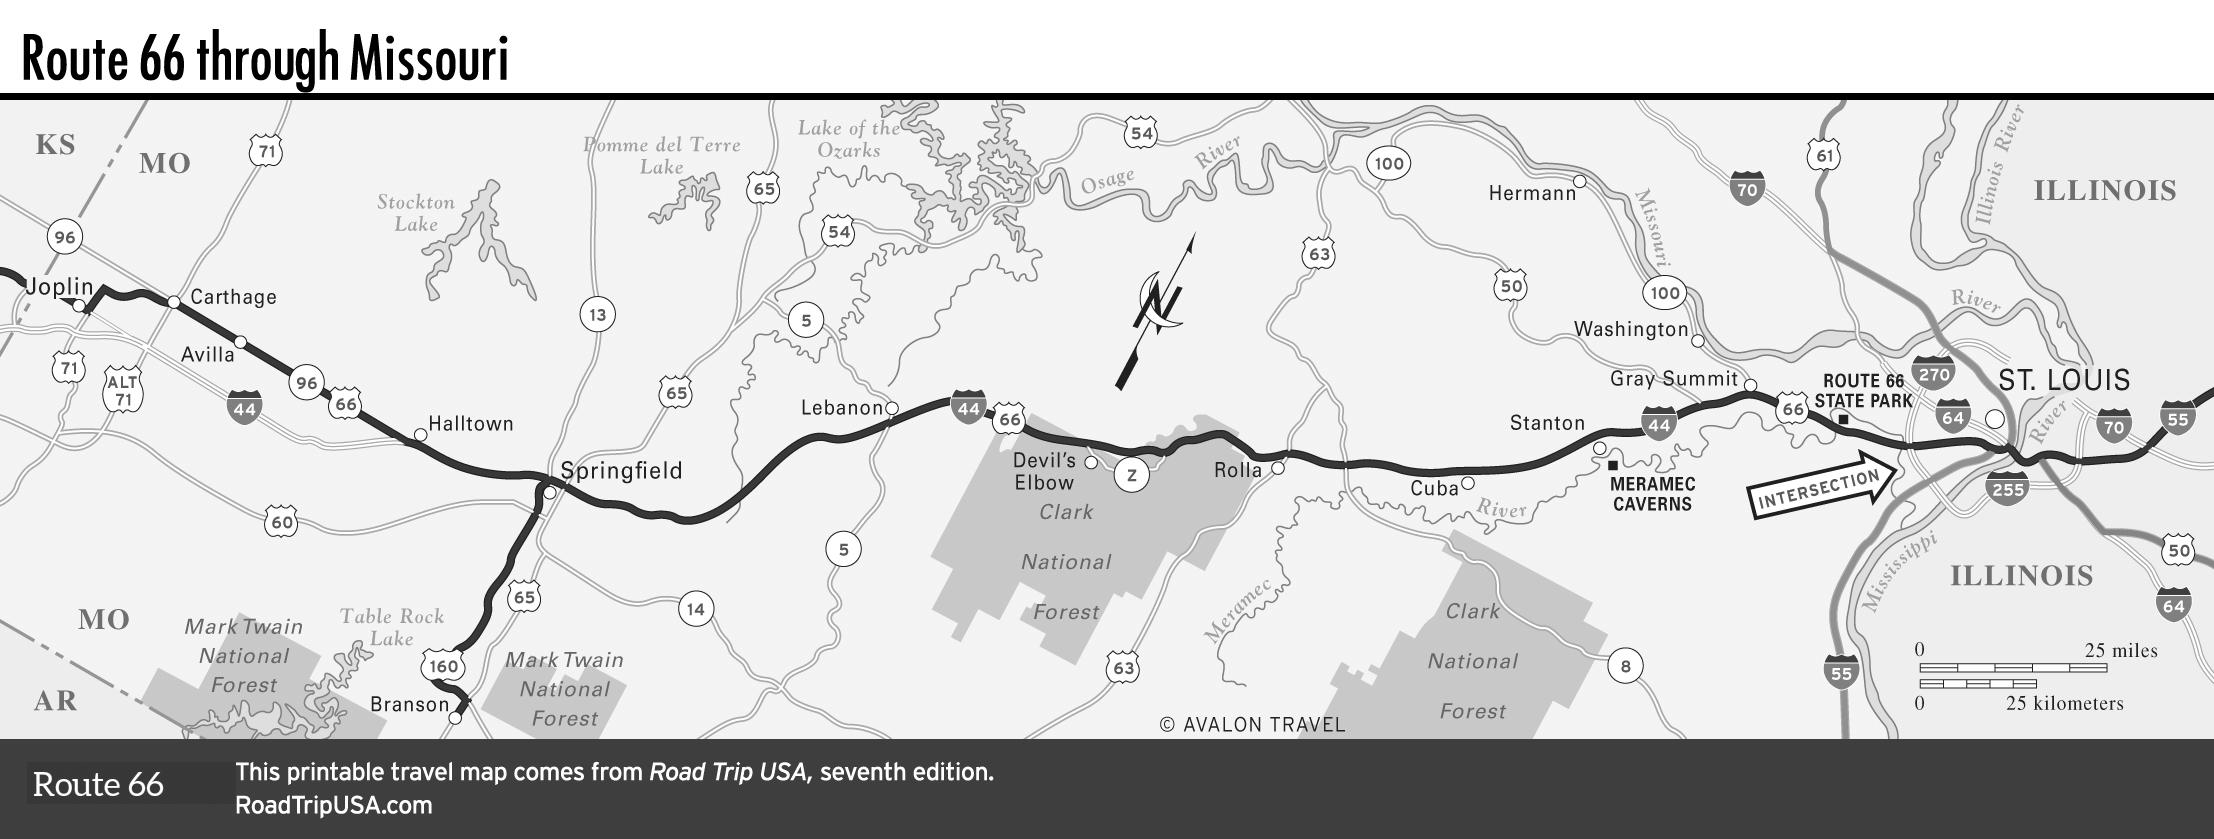 Route 66 through Missouri
KS
MO
71
Stockton
Lake
Pomme del Terre
Lake
65
Lake of the
Ozarks
54
Osage
River
100
Hermann
Missouri
61
70
Illinois River
ILLINOIS
96
Joplin
Carthage
Avilla
71
ALT
71
44
96
66
Halltown
13
65
5
54
63
50
100
Washington
River
Gray Summit
ROUTE 66
STATE PARK
270
ST. LOUIS
64
River
70
55
Lebanon
44
66
Devil's
Elbow
Z
Rolla
Cuba
Stanton
44
66
MERAMEC
CAVERNS
INTERSECTION
255
Springfield
60
Clark
National
Forest
River
Mississippi
ILLINOIS
50
64
5
65
14
MO
AR
Mark Twain
National
Forest
Table Rock
Lake
160
Branson
Mark Twain
National
Forest
63
Meramec
Clark
National
Forest
8
55
0
25 miles
0
25 kilometers
© AVALON TRAVEL
Route 66
This printable travel map comes from Road Trip USA, seventh edition.
RoadTripUSA.com